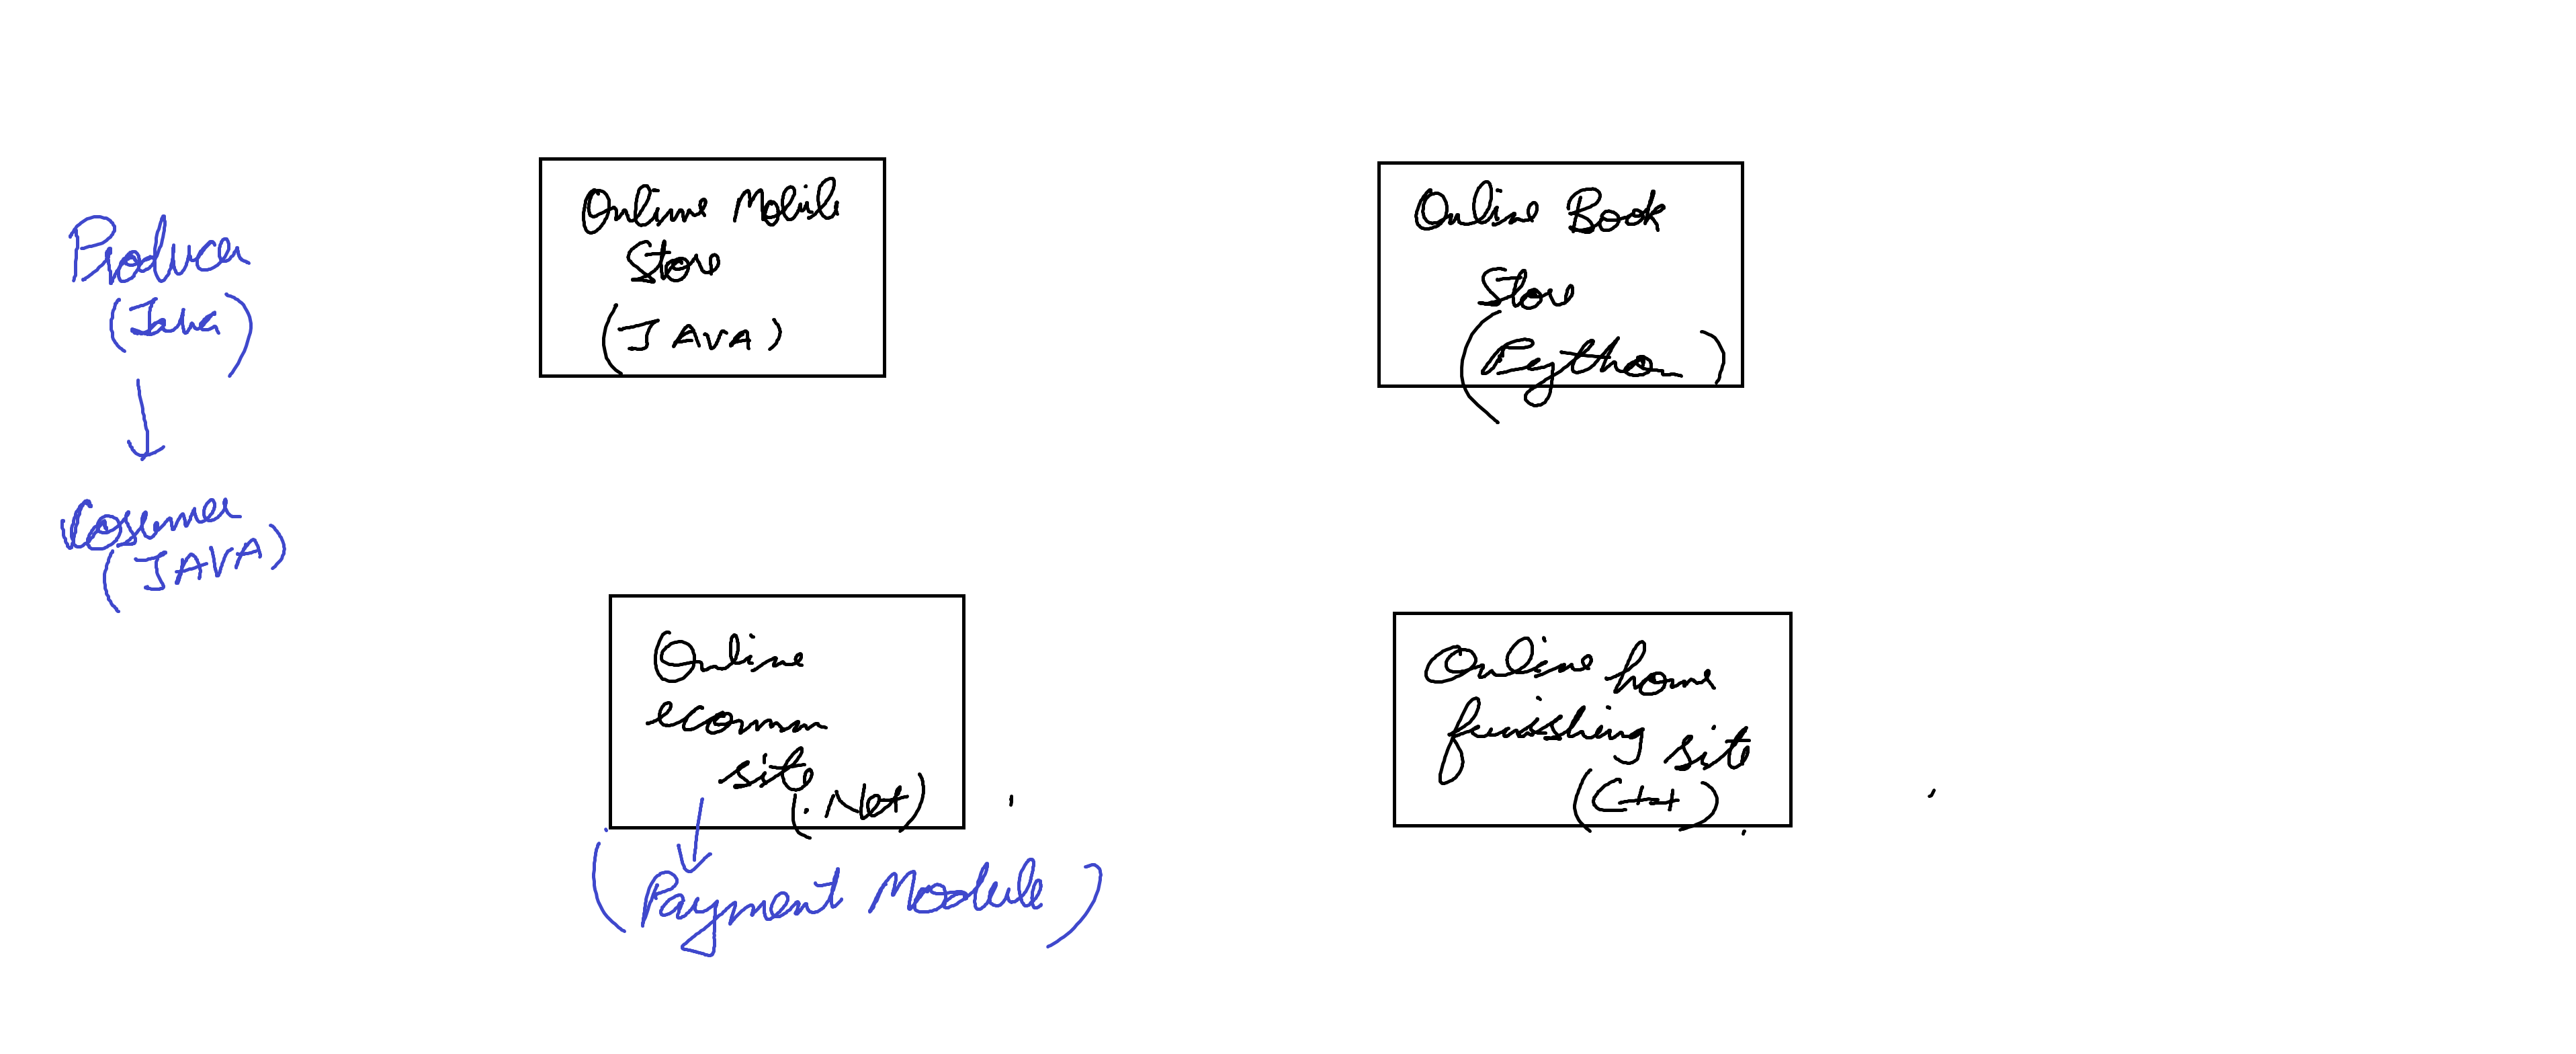 Producer
(Java)
Cosumer
(JAVA)
Online Mobile
Store
(JAVA)
Online Book
Store
(Python)
Online
ecomm
site
(.Net)
(Payment Module)
Online home
furnishing site
(C++)